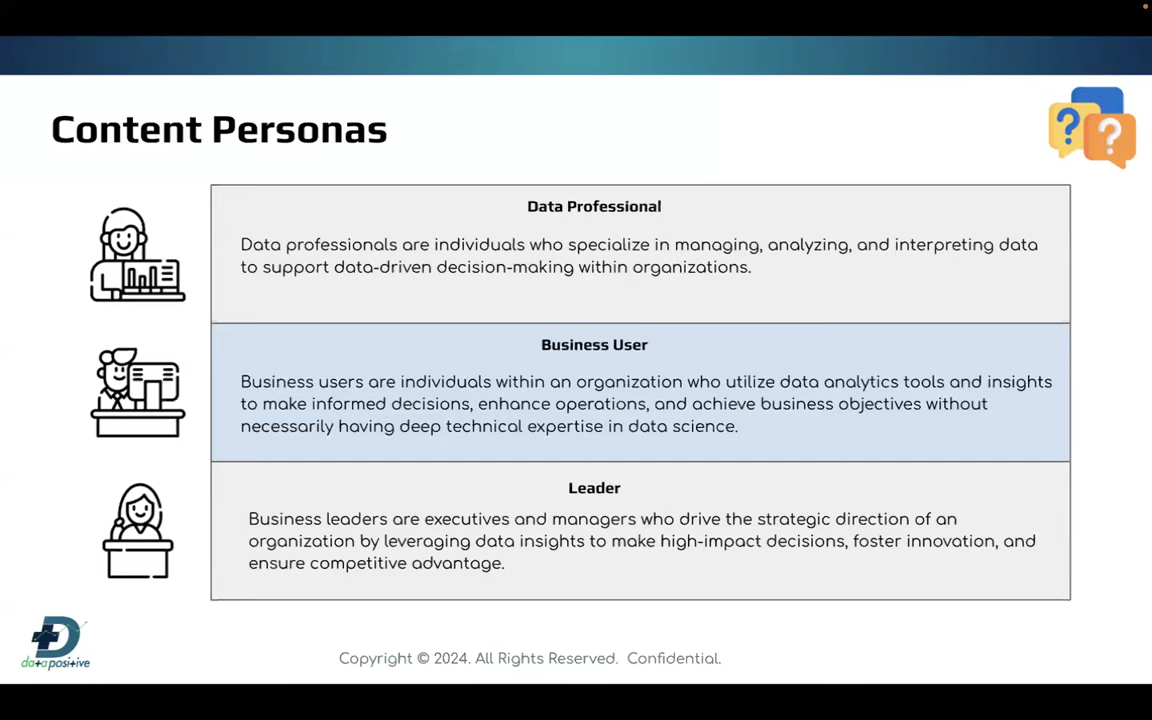 Content Personas
? ?
Data Professional
Data professionals are individuals who specialize in managing, analyzing, and interpreting data
to support data-driven decision-making within organizations.
Business User
Business users are individuals within an organization who utilize data analytics tools and insights
to make informed decisions, enhance operations, and achieve business objectives without
necessarily having deep technical expertise in data science.
Leader
Business leaders are executives and managers who drive the strategic direction of an
organization by leveraging data insights to make high-impact decisions, foster innovation, and
ensure competitive advantage.
D
data positive
Copyright © 2024. All Rights Reserved. Confidential.